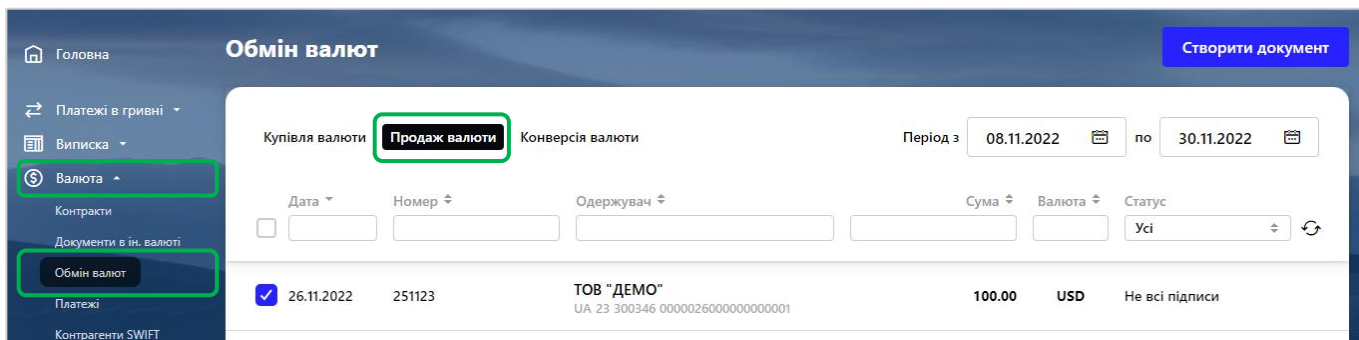 Головна
Платежі в гривні
Виписка
Валюта
Контракти
Документи в ін. валюті
Обмін валют
Платежі
Контрагенти SWIFT
Обмін валют
Створити документ
Купівля валюти Продаж валюти Конверсія валюти Період з 08.11.2022 по 30.11.2022
Дата Номер Одержувач Сума Валюта Статус
Усі
26.11.2022 251123 ТОВ "ДЕМО" 100.00 USD Не всі підписи
UA 23 300346 0000026000000000001